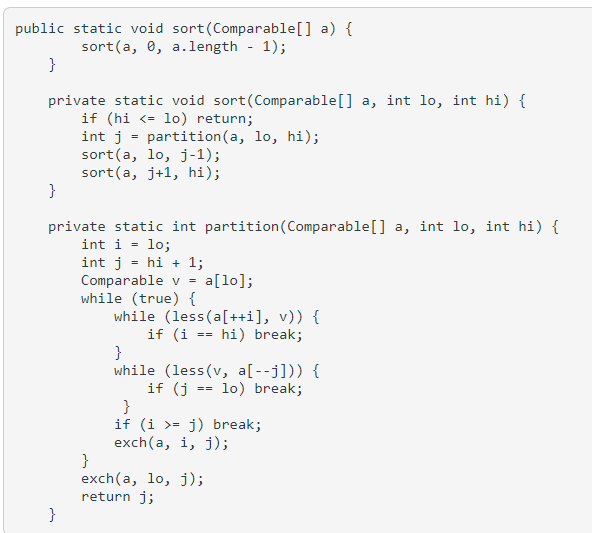 public static void sort(Comparable[] a) {
        sort(a, 0, a.length - 1);
    }

    private static void sort(Comparable[] a, int lo, int hi) {
        if (hi <= lo) return;
        int j = partition(a, lo, hi);
        sort(a, lo, j-1);
        sort(a, j+1, hi);
    }

    private static int partition(Comparable[] a, int lo, int hi) {
        int i = lo;
        int j = hi + 1;
        Comparable v = a[lo];
        while (true) {
            while (less(a[++i], v)) {
                if (i == hi) break;
            }
            while (less(v, a[--j])) {
                if (j == lo) break;
             }
            if (i >= j) break;
            exch(a, i, j);
        }
        exch(a, lo, j);
        return j;
    }